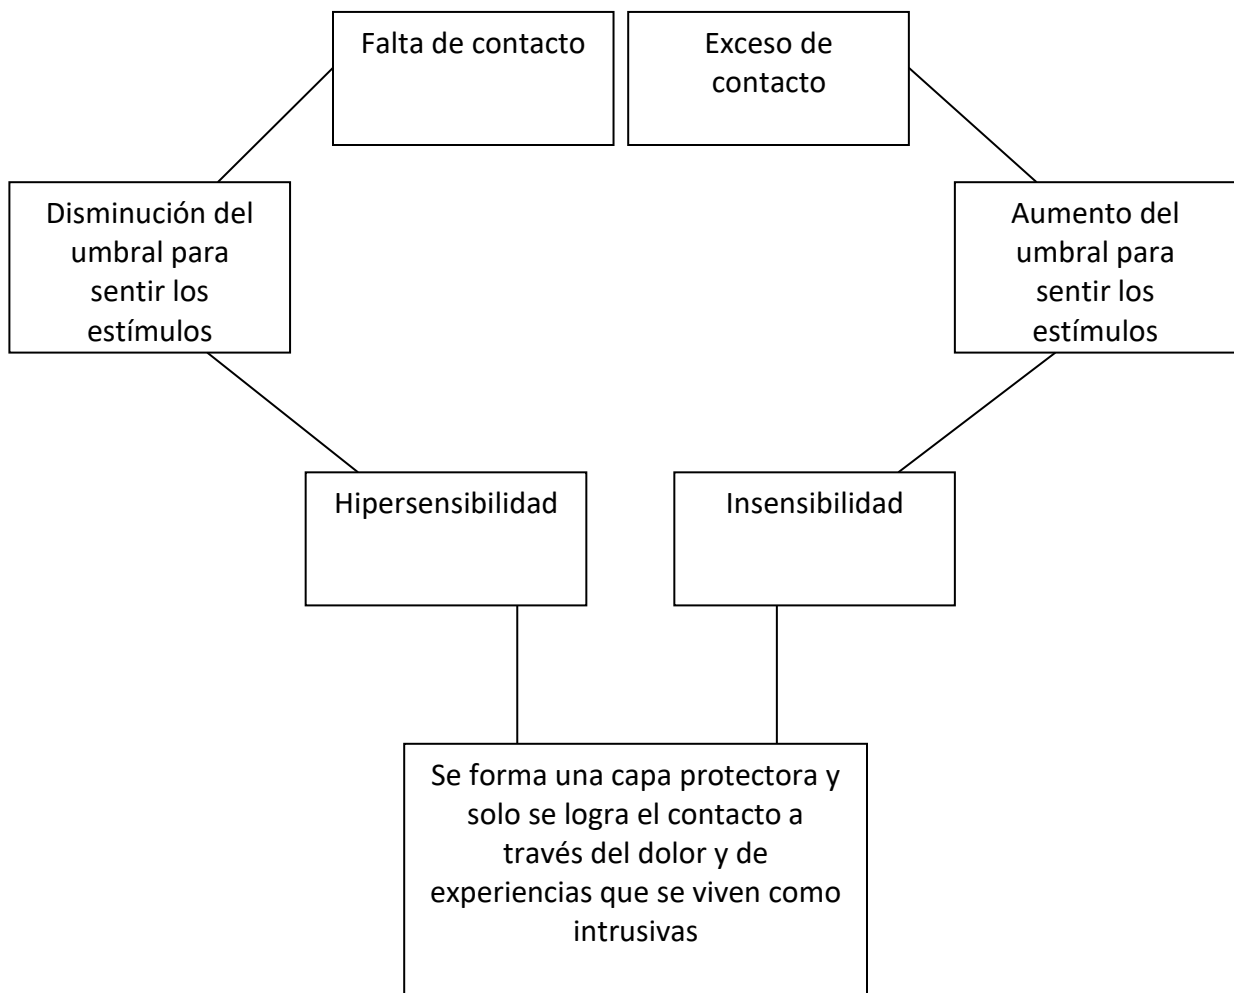 Falta de contacto
Exceso de
contacto
Disminución del
umbral para
sentir los
estímulos
Aumento del
umbral para
sentir los
estímulos
Hipersensibilidad
Insensibilidad
Se forma una capa protectora y
solo se logra el contacto a
través del dolor y de
experiencias que se viven como
intrusivas